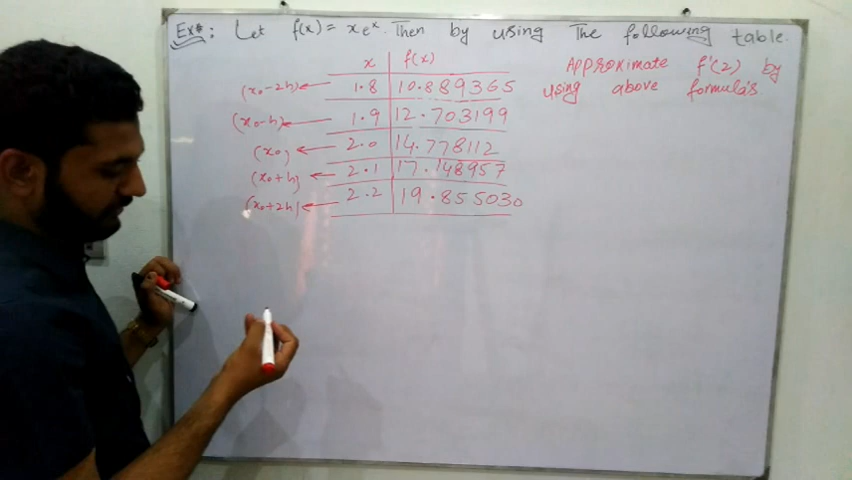 Ex#: Let f(x) = xeˣ. Then by using the following table.
Approximate f'(2) by
using above formula's
x f(x)
(x₀-2h) ← 1.8 10.889365
(x₀-h) ← 1.9 12.703199
(x₀) ← 2.0 14.778112
(x₀+h) ← 2.1 17.148957
(x₀+2h) ← 2.2 19.855030